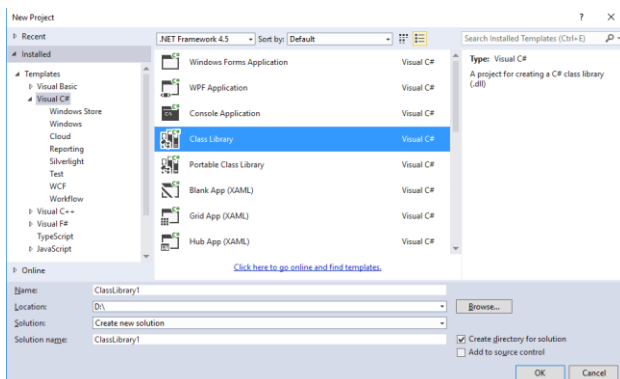 New Project
? ×
Recent
.NET Framework 4.5
Sort by: Default
Search Installed Templates (Ctrl+E)
Installed
Templates
Visual Basic
Visual C#
Windows Store
Windows
Cloud
Reporting
Silverlight
Test
WCF
Workflow
Visual C++
Visual F#
TypeScript
JavaScript
Online
Windows Forms Application Visual C#
WPF Application Visual C#
Console Application Visual C#
Class Library Visual C#
Portable Class Library Visual C#
Blank App (XAML) Visual C#
Grid App (XAML) Visual C#
Hub App (XAML) Visual C#
Click here to go online and find templates.
Type: Visual C#
A project for creating a C# class library
(.dll)
Name: ClassLibrary1
Location: D:\
Browse...
Solution: Create new solution
Solution name: ClassLibrary1
Create directory for solution
Add to source control
OK Cancel